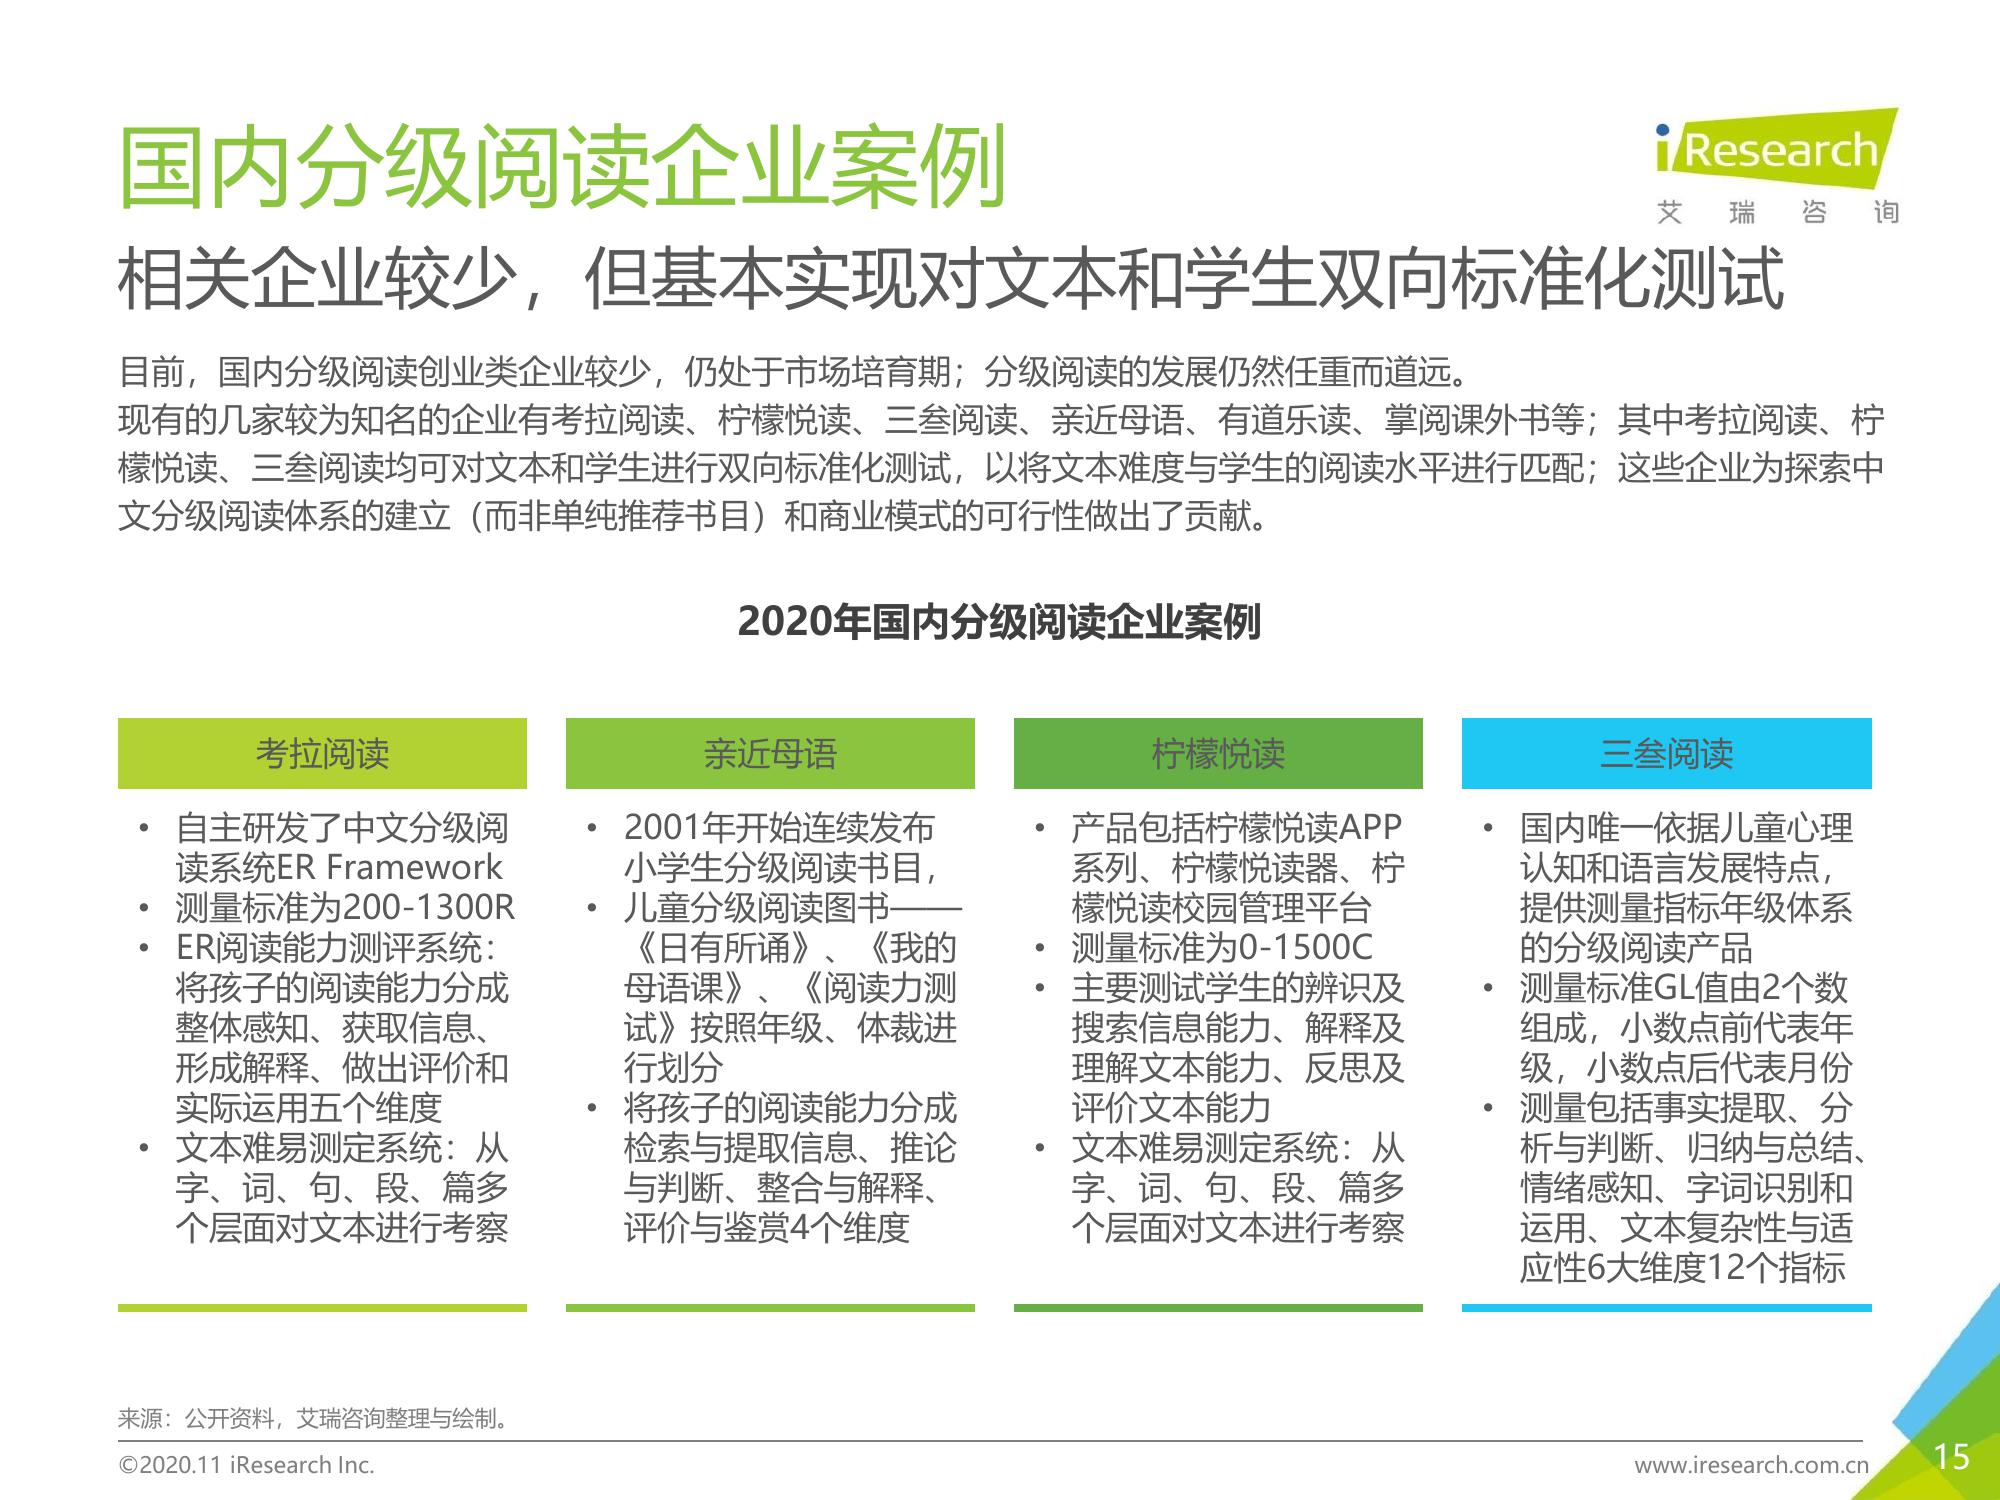 国内分级阅读企业案例
iResearch
艾瑞咨询
相关企业较少，但基本实现对文本和学生双向标准化测试
目前，国内分级阅读创业类企业较少，仍处于市场培育期；分级阅读的发展仍然任重而道远。
现有的几家较为知名的企业有考拉阅读、柠檬悦读、三叁阅读、亲近母语、有道乐读、掌阅课外书等；其中考拉阅读、柠
檬悦读、三叁阅读均可对文本和学生进行双向标准化测试，以将文本难度与学生的阅读水平进行匹配；这些企业为探索中
文分级阅读体系的建立（而非单纯推荐书目）和商业模式的可行性做出了贡献。
2020年国内分级阅读企业案例
考拉阅读
• 自主研发了中文分级阅
读系统ER Framework
• 测量标准为200-1300R
• ER阅读能力测评系统：
将孩子的阅读能力分成
整体感知、获取信息、
形成解释、做出评价和
实际运用五个维度
• 文本难易测定系统：从
字、词、句、段、篇多
个层面对文本进行考察
亲近母语
• 2001年开始连续发布
小学生分级阅读书目，
• 儿童分级阅读图书——
《日有所诵》、《我的
母语课》、《阅读力测
试》按照年级、体裁进
行划分
• 将孩子的阅读能力分成
检索与提取信息、推论
与判断、整合与解释、
评价与鉴赏4个维度
柠檬悦读
• 产品包括柠檬悦读APP
系列、柠檬悦读器、柠
檬悦读校园管理平台
• 测量标准为0-1500C
• 主要测试学生的辨识及
搜索信息能力、解释及
理解文本能力、反思及
评价文本能力
• 文本难易测定系统：从
字、词、句、段、篇多
个层面对文本进行考察
三叁阅读
• 国内唯一依据儿童心理
认知和语言发展特点，
提供测量指标年级体系
的分级阅读产品
• 测量标准GL值由2个数
组成，小数点前代表年
级，小数点后代表月份
• 测量包括事实提取、分
析与判断、归纳与总结、
情绪感知、字词识别和
运用、文本复杂性与适
应性6大维度12个指标
来源：公开资料，艾瑞咨询整理与绘制。
©2020.11 iResearch Inc.
www.iresearch.com.cn
15